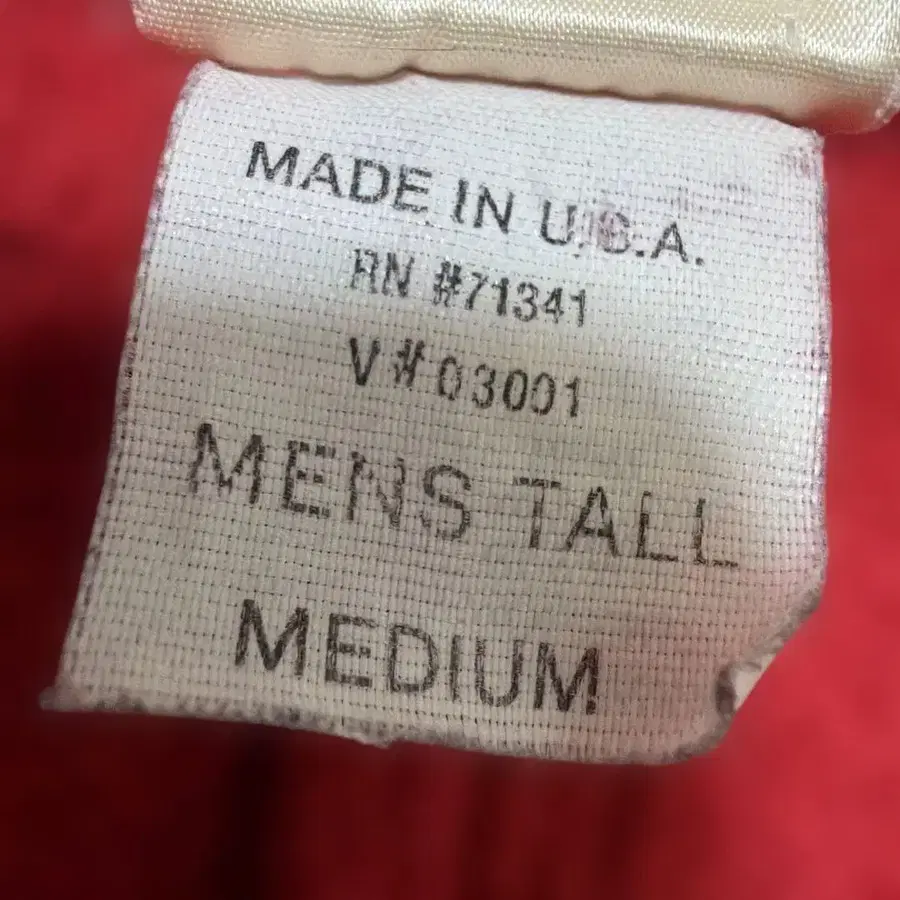 MADE IN U.S.A.
RN #71341
V#03001
MENS TALL
MEDIUM